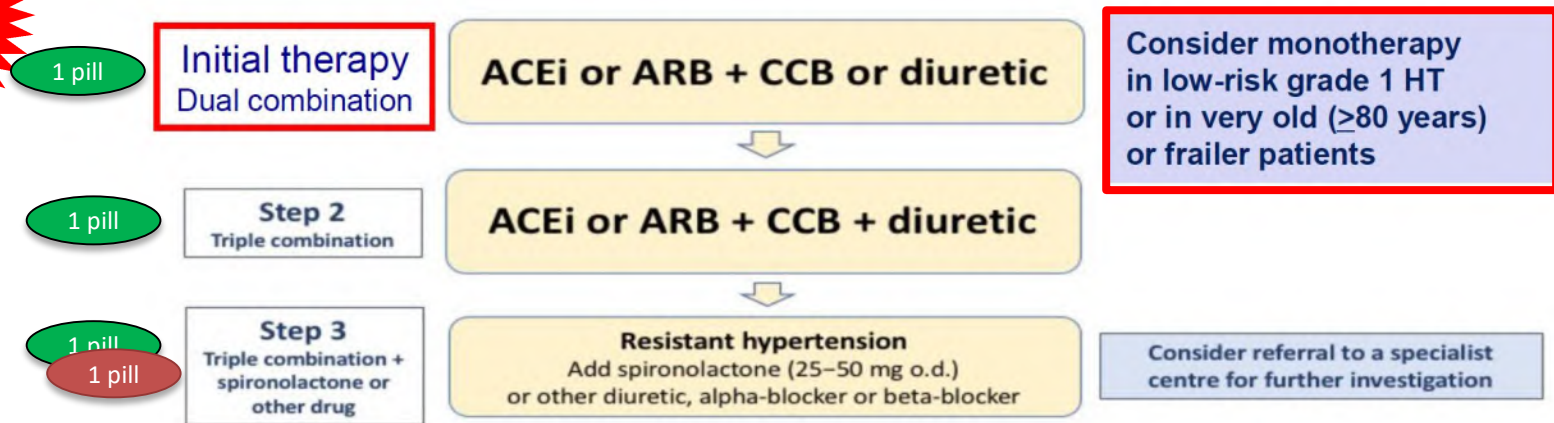 1 pill
Initial therapy
Dual combination
ACEi or ARB + CCB or diuretic
Consider monotherapy
in low-risk grade 1 HT
or in very old (≥80 years)
or frailer patients
1 pill
Step 2
Triple combination
ACEi or ARB + CCB + diuretic
1 pill
1 pill
Step 3
Triple combination +
spironolactone or
other drug
Resistant hypertension
Add spironolactone (25–50 mg o.d.)
or other diuretic, alpha-blocker or beta-blocker
Consider referral to a specialist
centre for further investigation